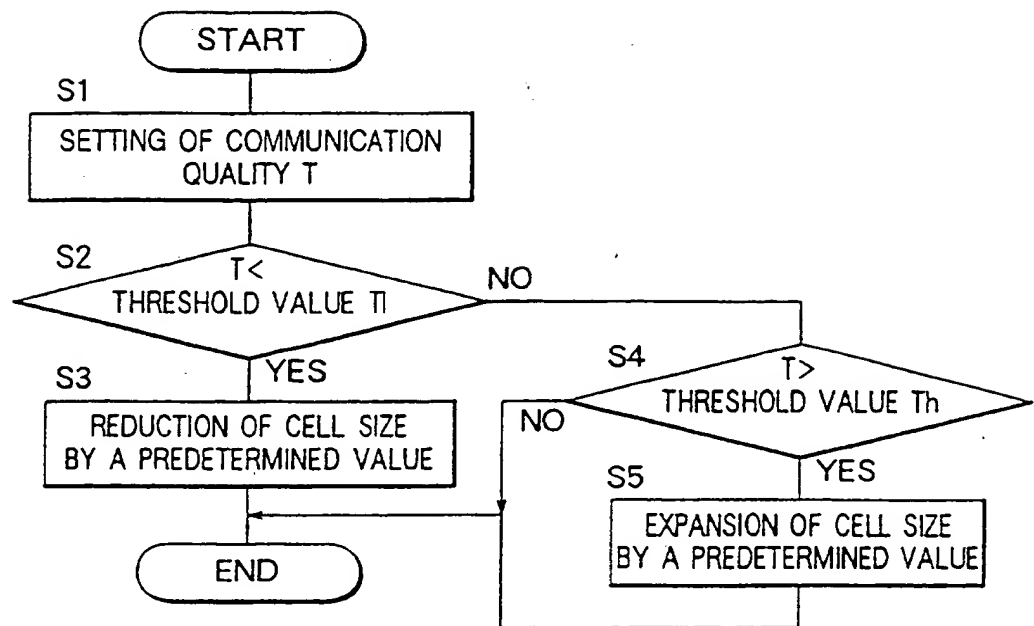 START
S1
SETTING OF COMMUNICATION
QUALITY T
S2
T<
THRESHOLD VALUE Tl
NO
YES
S3
REDUCTION OF CELL SIZE
BY A PREDETERMINED VALUE
S4
T>
THRESHOLD VALUE Th
NO
YES
S5
EXPANSION OF CELL SIZE
BY A PREDETERMINED VALUE
END